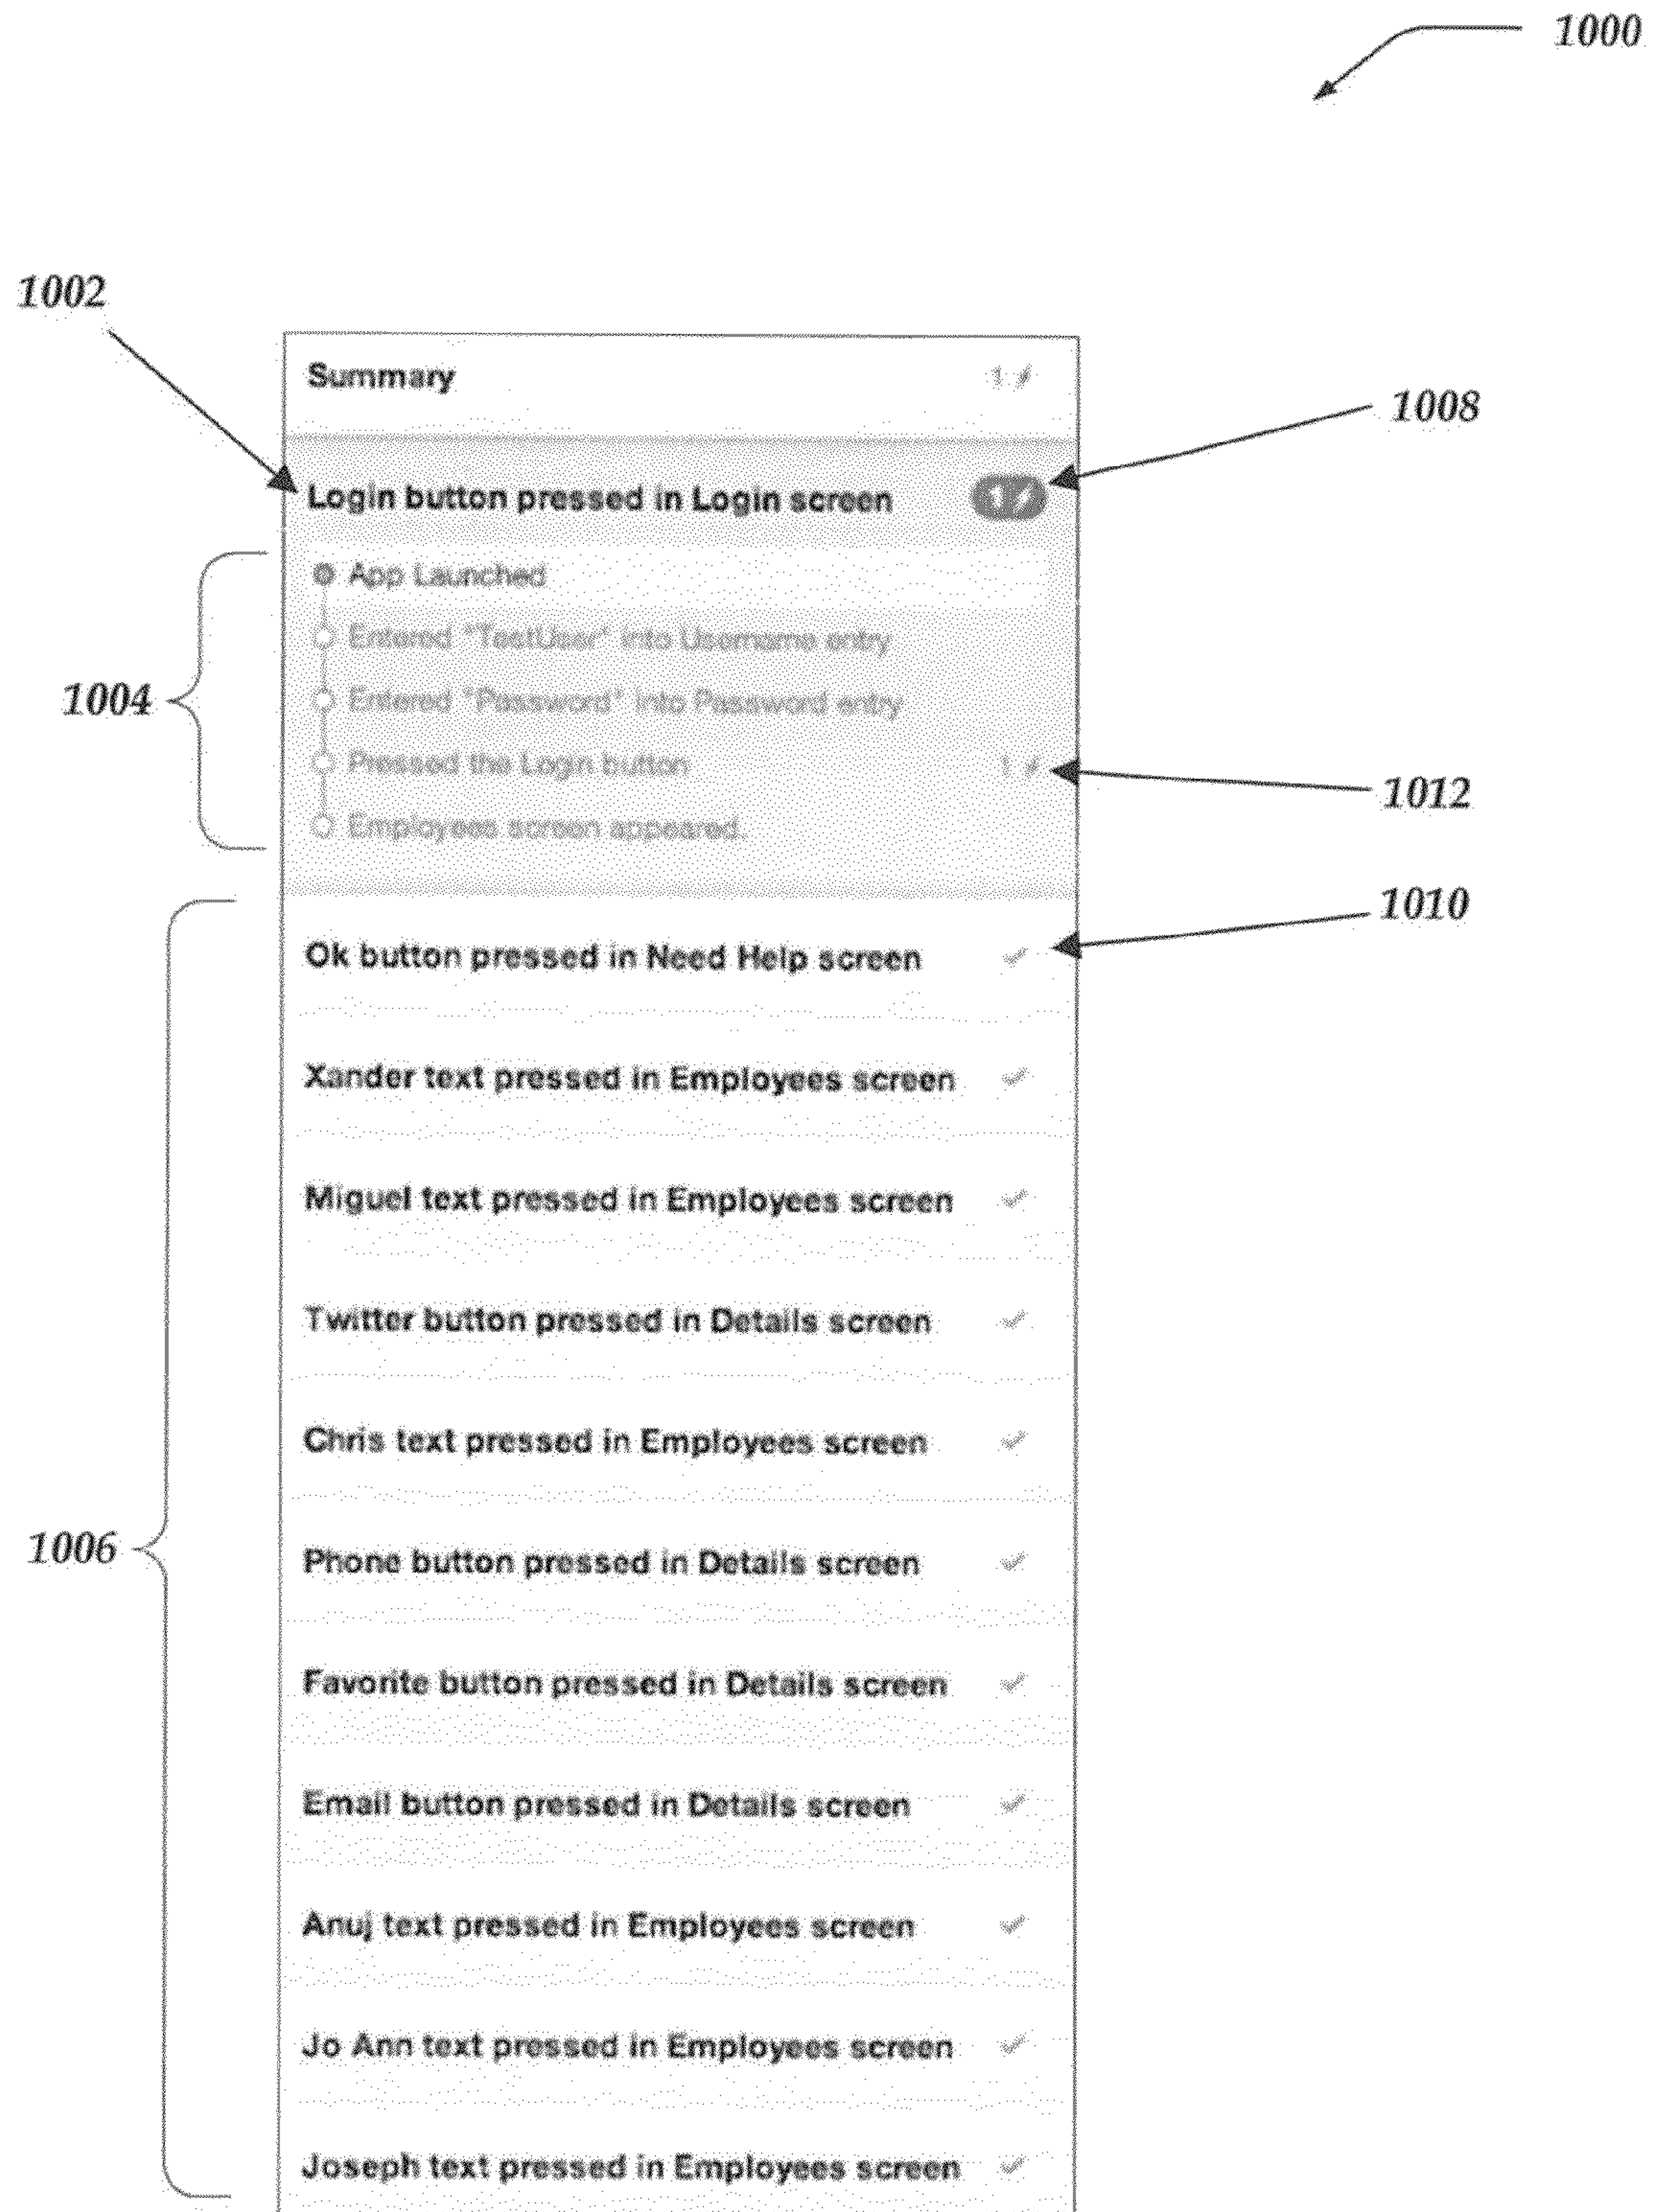 1000
1002
Summary 1
1008
Login button pressed in Login screen 1
App Launched
Entered "TestUser" into Username entry
1004
Entered "Password" into Password entry
Pressed the Login button 1
1012
Employees screen appeared.
1010
Ok button pressed in Need Help screen
Xander text pressed in Employees screen
Miguel text pressed in Employees screen
Twitter button pressed in Details screen
Chris text pressed in Employees screen
1006
Phone button pressed in Details screen
Favorite button pressed in Details screen
Email button pressed in Details screen
Anuj text pressed in Employees screen
Jo Ann text pressed in Employees screen
Joseph text pressed in Employees screen